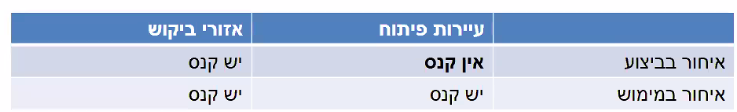 עיירות פיתוח אזורי ביקוש
איחור בביצוע אין קנס יש קנס
איחור במימוש יש קנס יש קנס